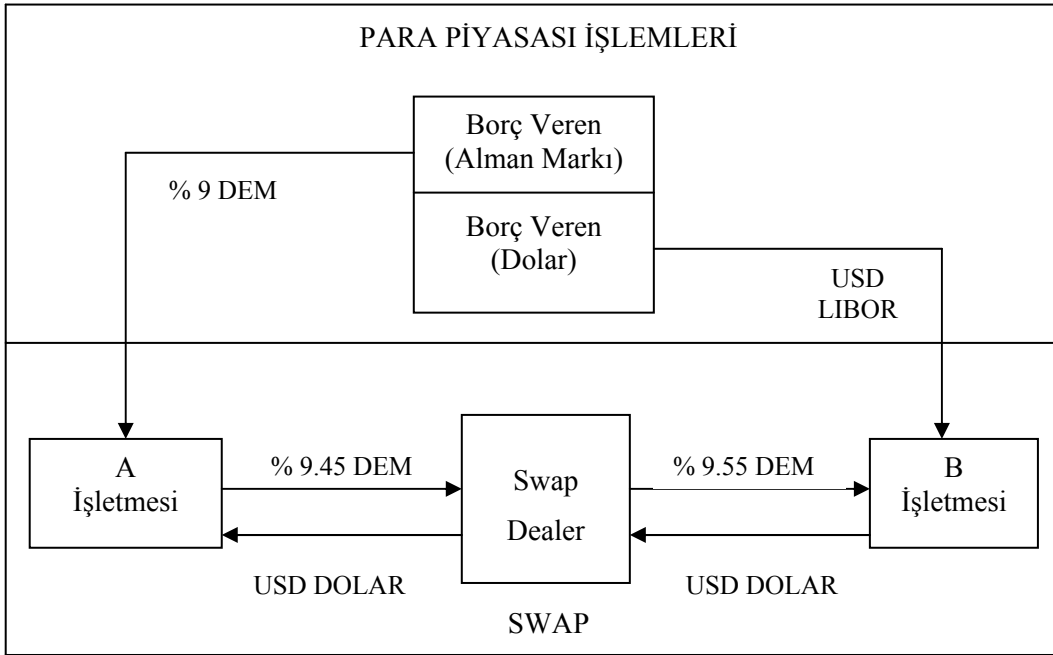 PARA PİYASASI İŞLEMLERİ
Borç Veren
(Alman Markı)
% 9 DEM
Borç Veren
(Dolar)
USD
LIBOR
A
İşletmesi
% 9.45 DEM
Swap
Dealer
% 9.55 DEM
B
İşletmesi
USD DOLAR
USD DOLAR
SWAP